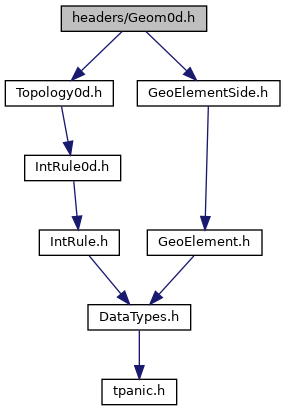 headers/Geom0d.h
Topology0d.h
GeoElementSide.h
IntRule0d.h
IntRule.h
GeoElement.h
DataTypes.h
tpanic.h